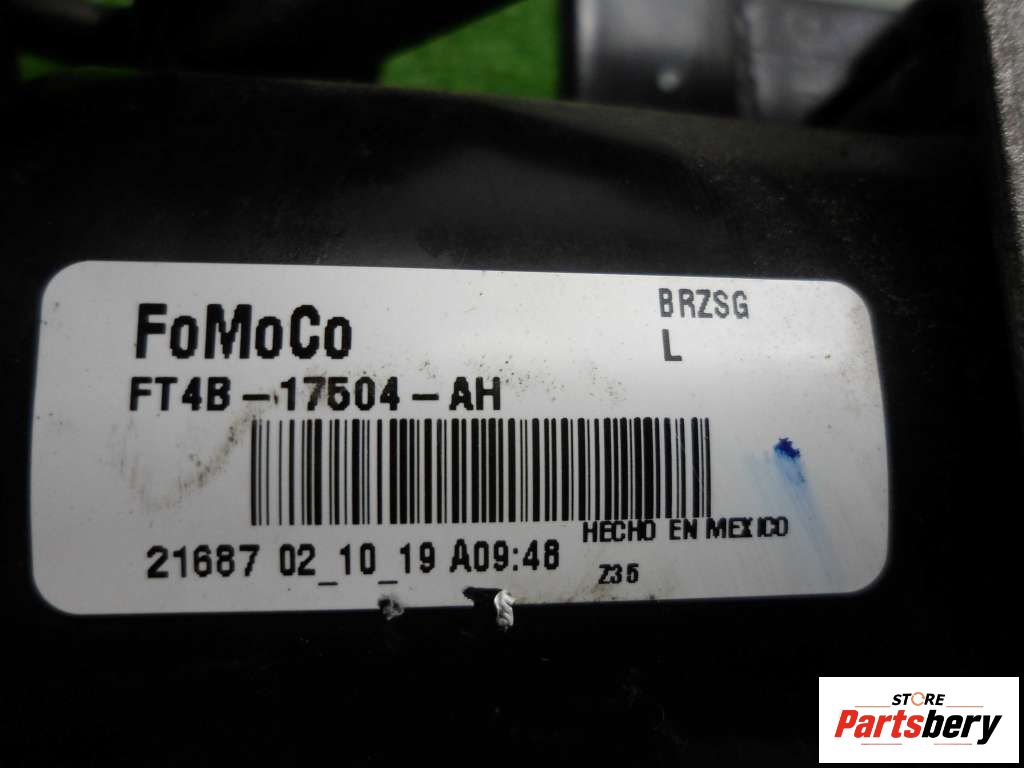 FoMoCo
BRZSG
L
FT4B-17504-AH
HECHO EN MEXICO
21687 02_10_19 A09:48
Z35
STORE
Partsbery